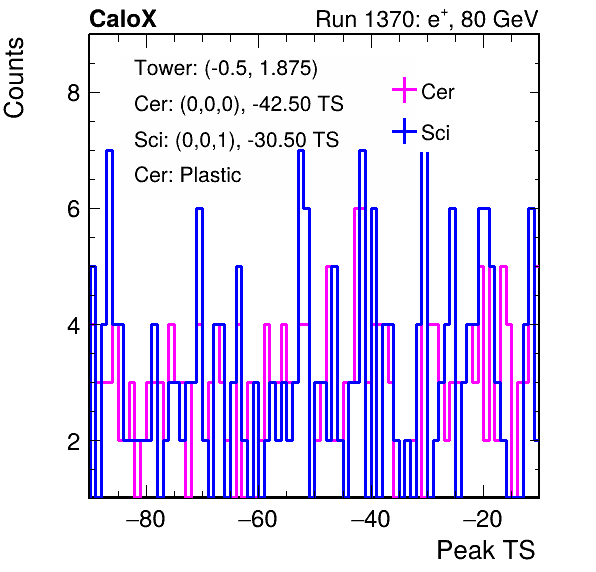 CaloX Run 1370: e⁺, 80 GeV
Counts
Tower: (-0.5, 1.875)
Cer: (0,0,0), -42.50 TS
Sci: (0,0,1), -30.50 TS
Cer: Plastic
Cer
Sci
8
6
4
2
−80 −60 −40 −20
Peak TS